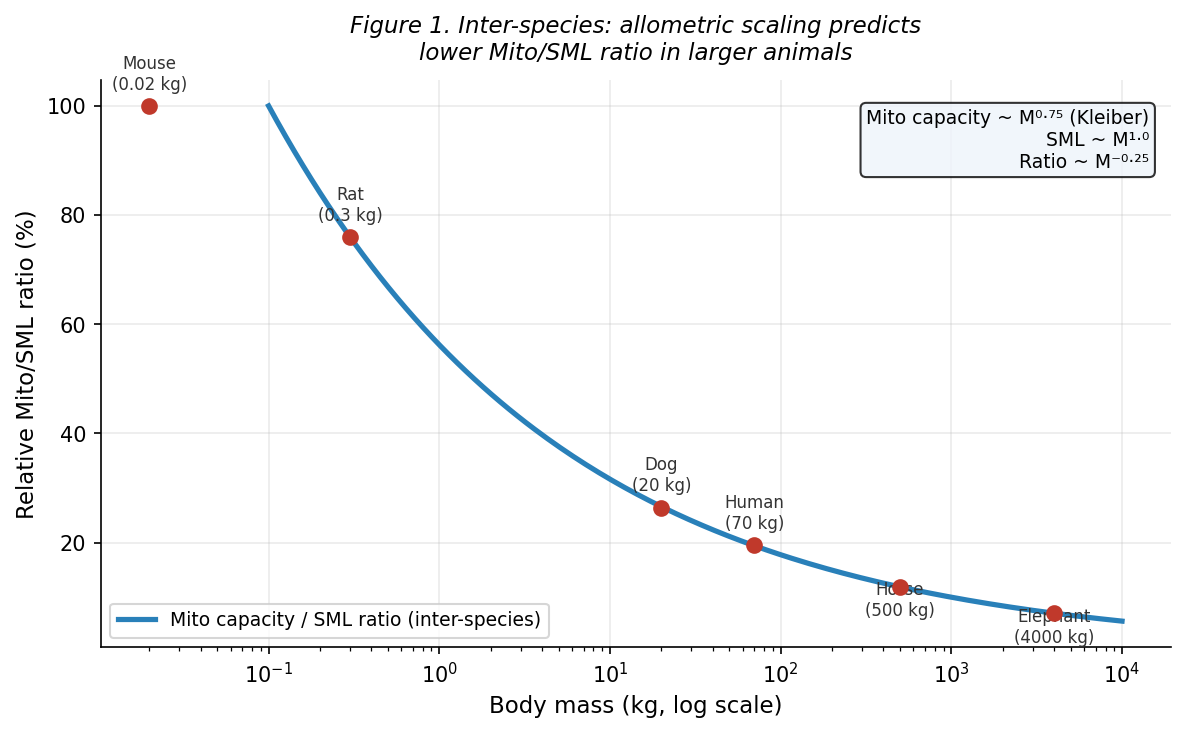 Figure 1. Inter-species: allometric scaling predicts
lower Mito/SML ratio in larger animals
Mouse
(0.02 kg)
Mito capacity ~ M⁰·⁷⁵ (Kleiber)
SML ~ M¹·⁰
Ratio ~ M⁻⁰·²⁵
Rat
(0.3 kg)
Dog
(20 kg)
Human
(70 kg)
Horse
(500 kg)
Elephant
(4000 kg)
Relative Mito/SML ratio (%)
100
80
60
40
20
Mito capacity / SML ratio (inter-species)
10⁻¹
10⁰
10¹
10²
10³
10⁴
Body mass (kg, log scale)